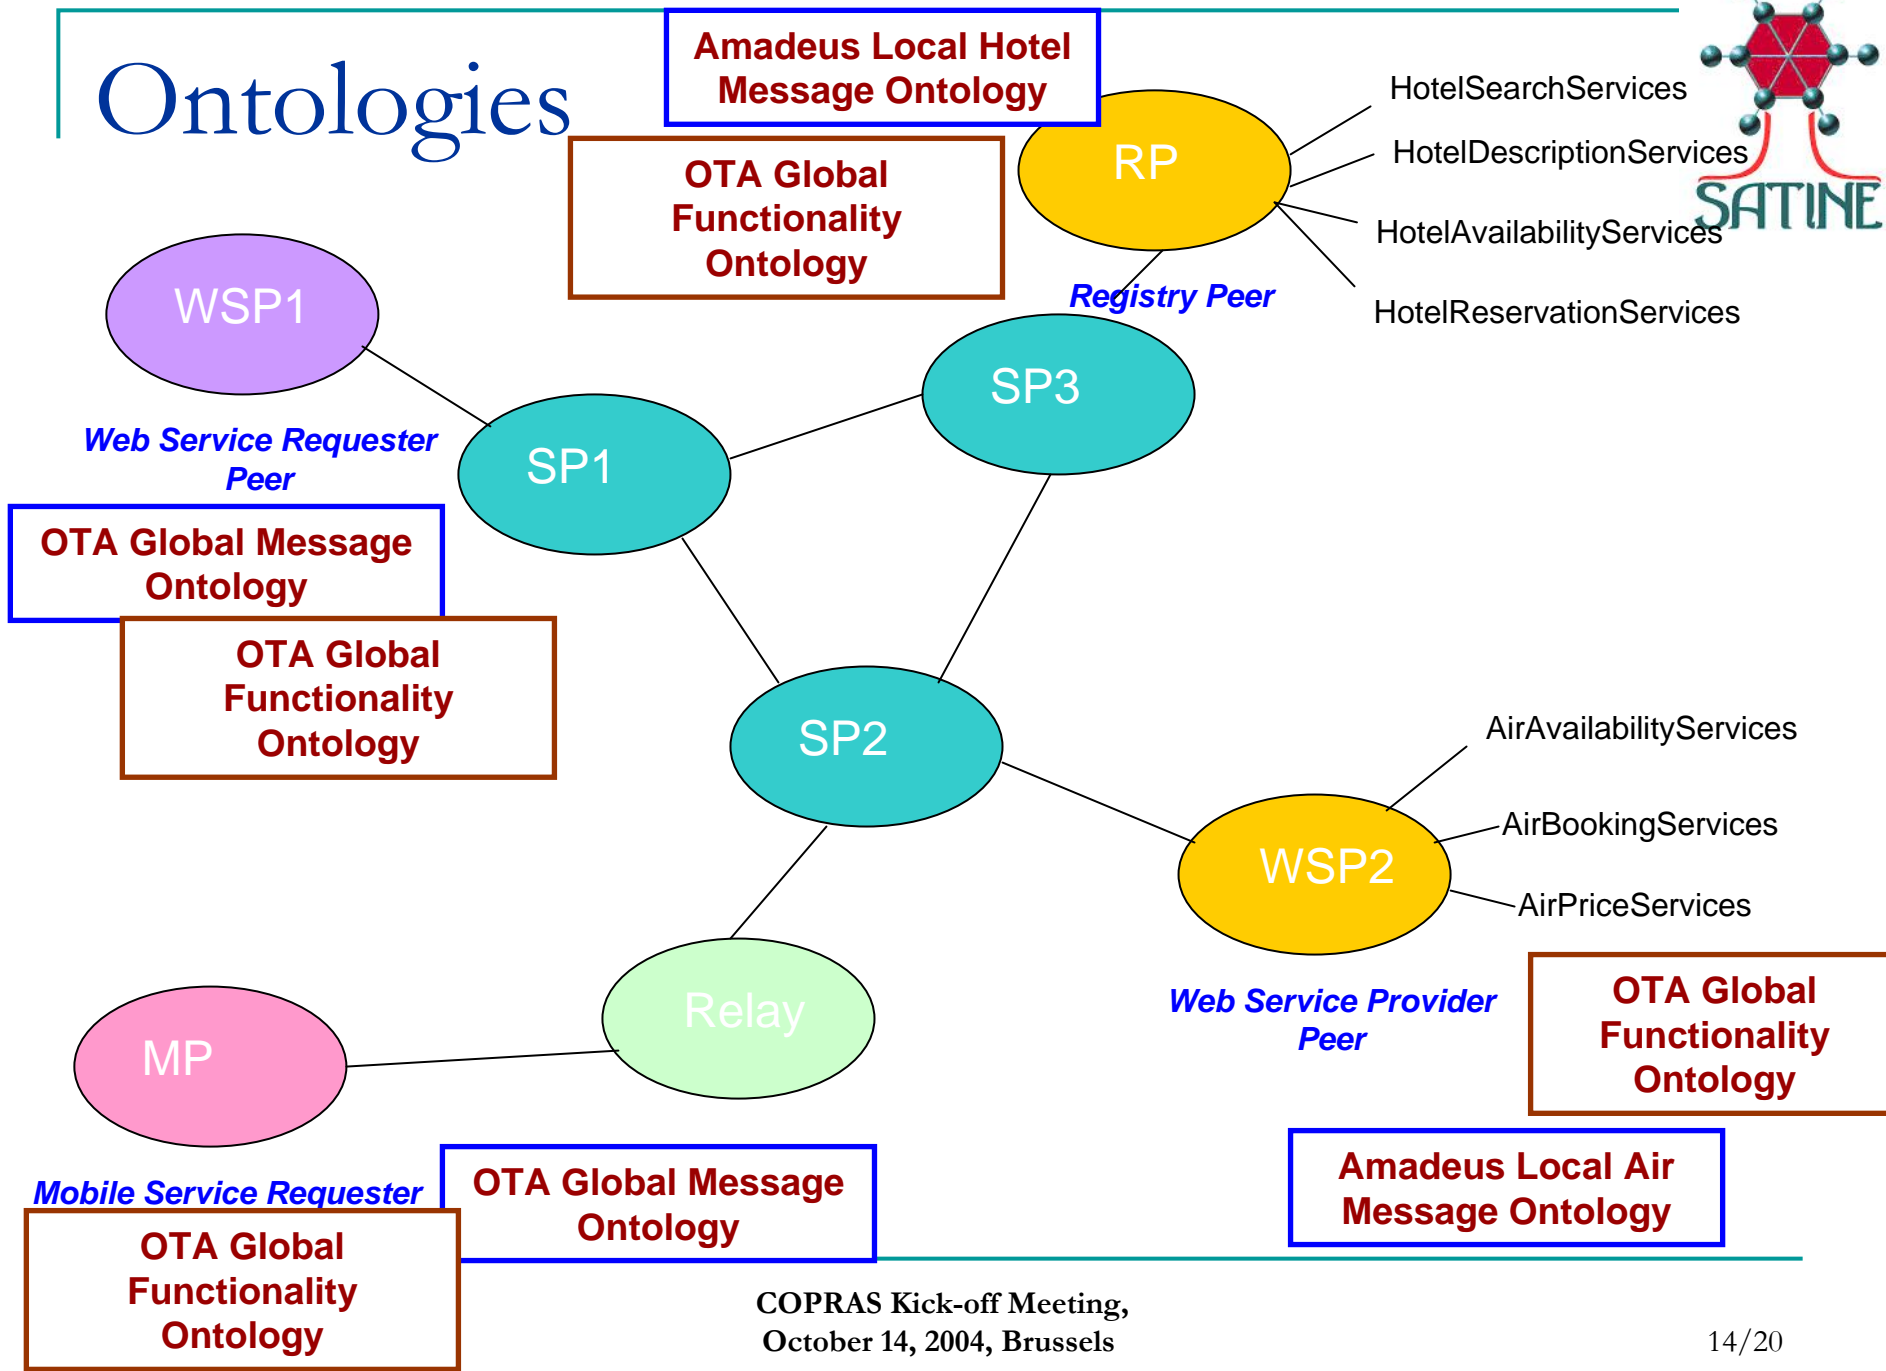 Ontologies
Amadeus Local Hotel
Message Ontology
OTA Global
Functionality
Ontology
RP
Registry Peer
HotelSearchServices
HotelDescriptionServices
HotelAvailabilityServices
HotelReservationServices
SATINE
WSP1
Web Service Requester
Peer
OTA Global Message
Ontology
OTA Global
Functionality
Ontology
SP1
SP3
SP2
AirAvailabilityServices
AirBookingServices
AirPriceServices
WSP2
Web Service Provider
Peer
OTA Global
Functionality
Ontology
Amadeus Local Air
Message Ontology
Relay
MP
Mobile Service Requester
OTA Global Message
Ontology
OTA Global
Functionality
Ontology
COPRAS Kick-off Meeting,
October 14, 2004, Brussels
14/20